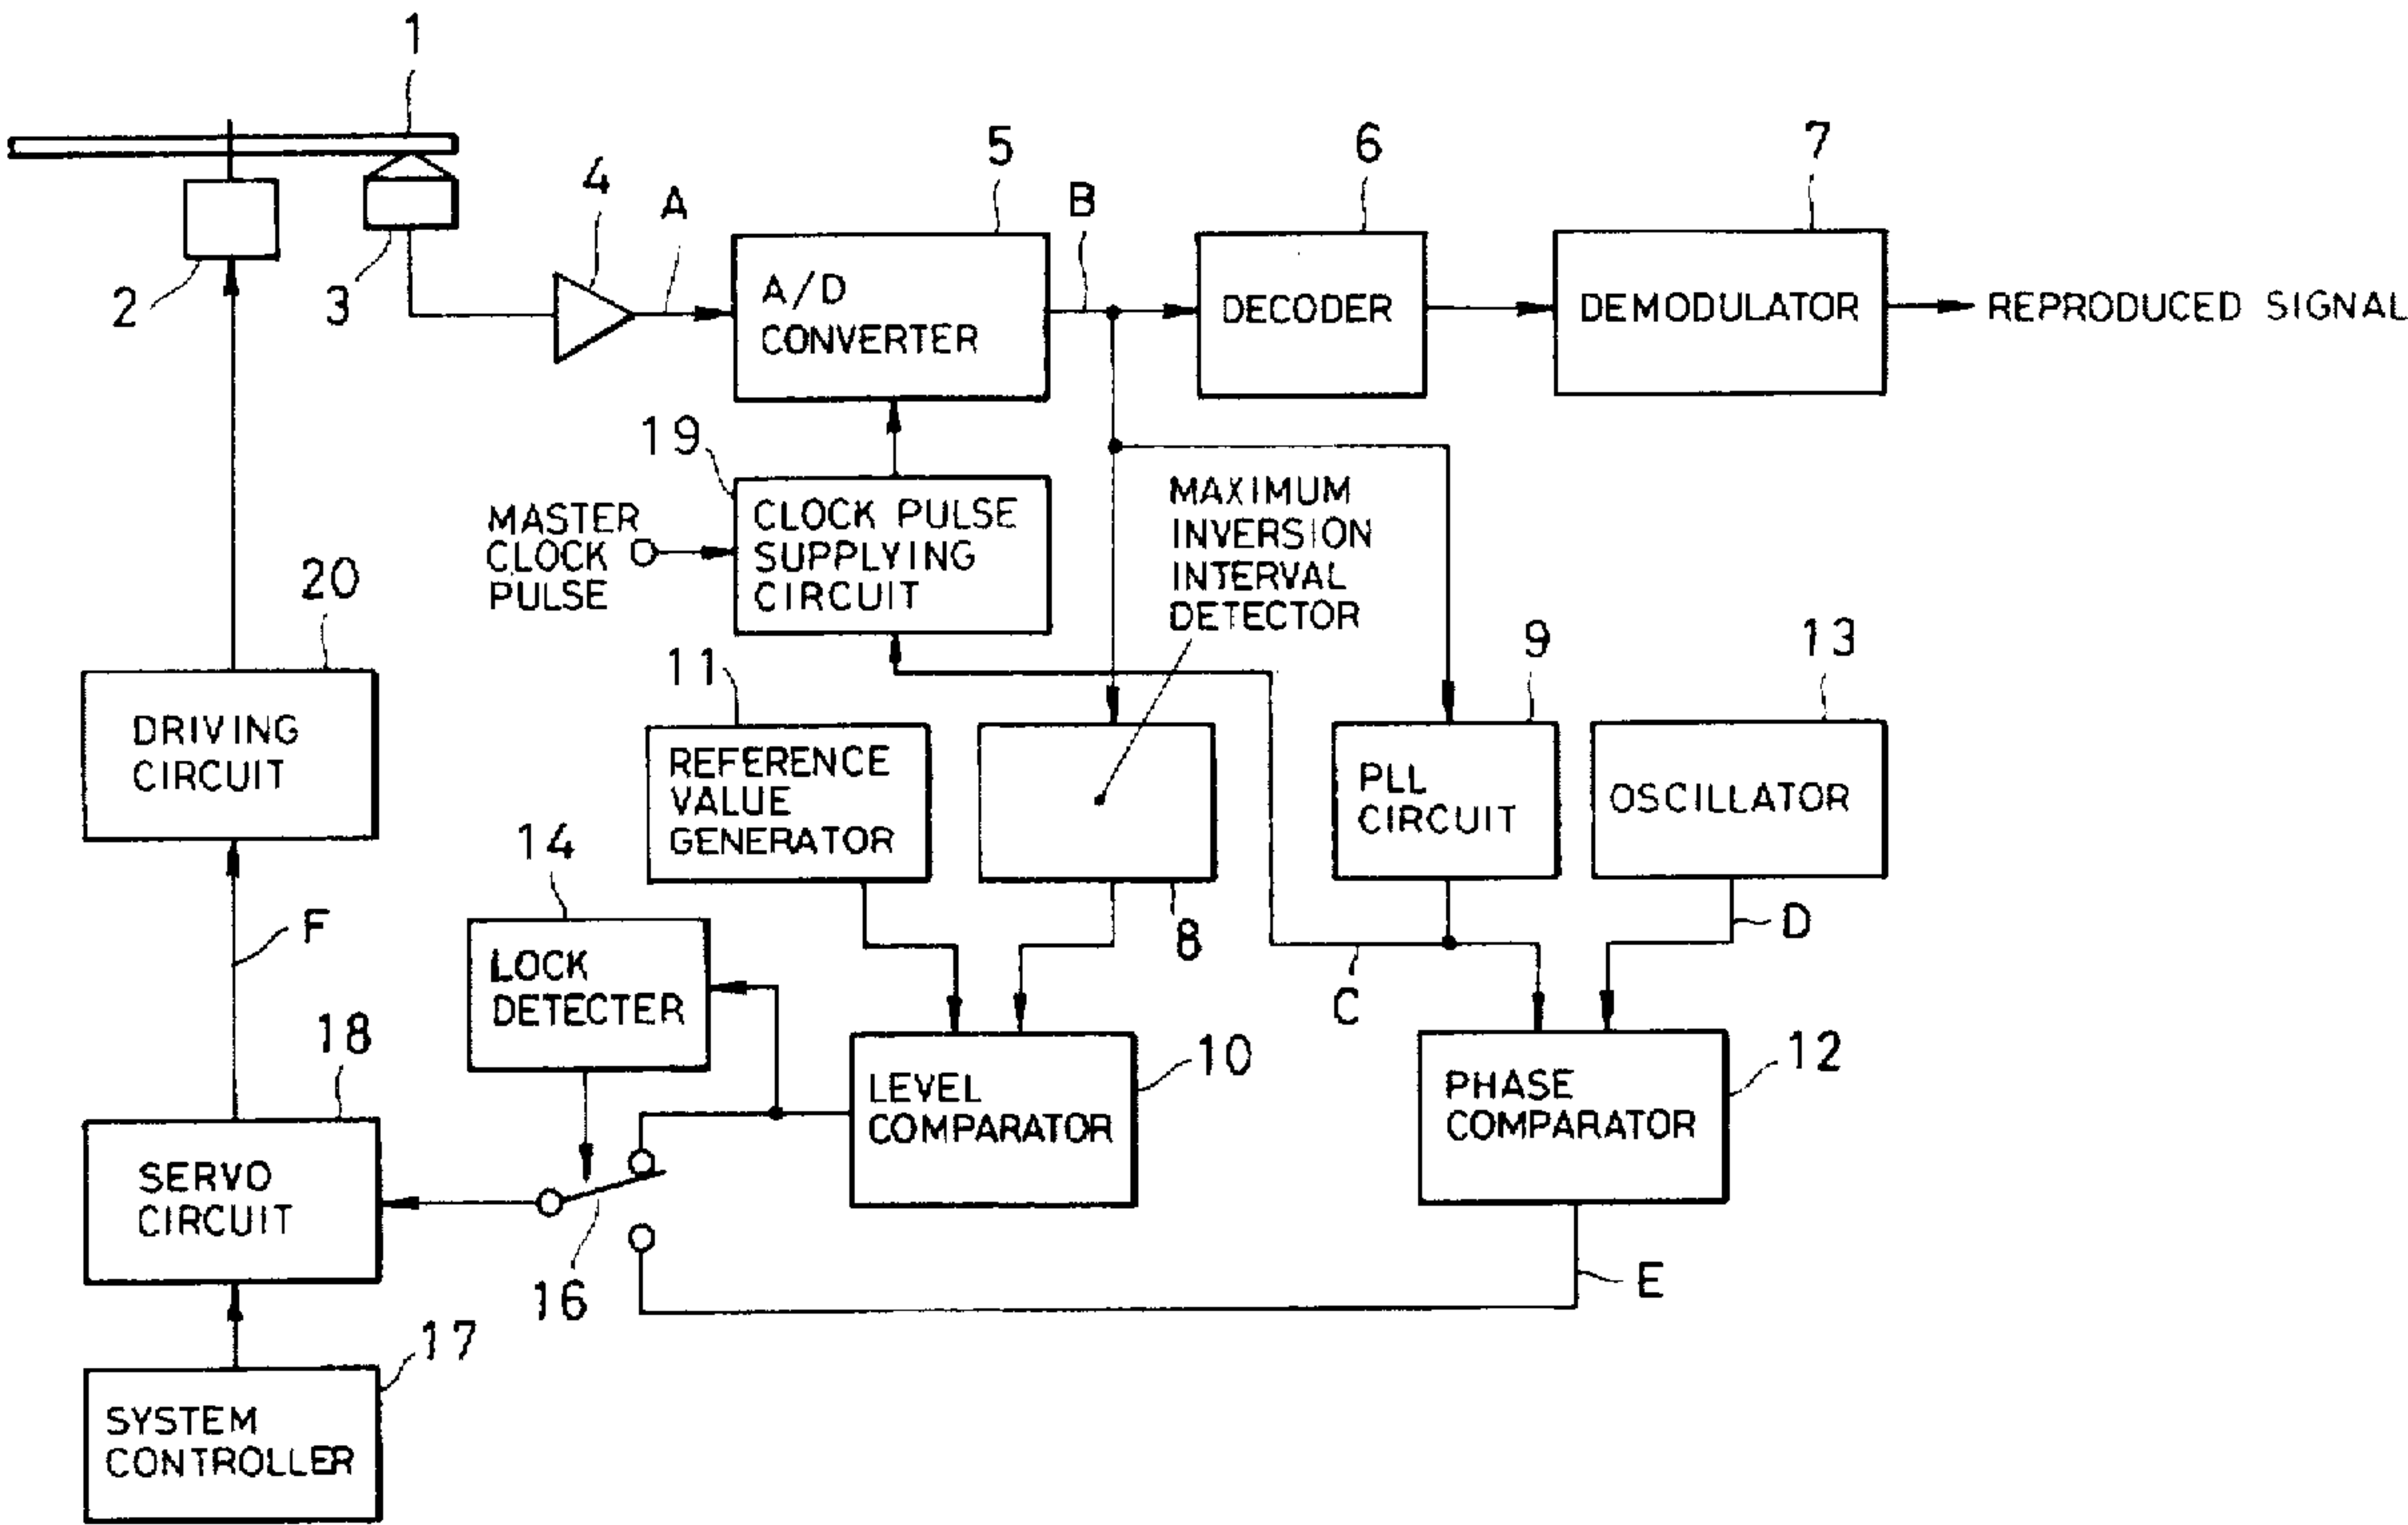 1
2
3
4
A
5
B
6
7
A/D
CONVERTER
DECODER
DEMODULATOR
REPRODUCED SIGNAL
19
MASTER
CLOCK
PULSE
CLOCK PULSE
SUPPLYING
CIRCUIT
MAXIMUM
INVERSION
INTERVAL
DETECTOR
20
DRIVING
CIRCUIT
11
REFERENCE
VALUE
GENERATOR
8
9
PLL
CIRCUIT
13
OSCILLATOR
14
LOCK
DETECTER
F
C
D
18
SERVO
CIRCUIT
10
LEVEL
COMPARATOR
12
PHASE
COMPARATOR
16
E
17
SYSTEM
CONTROLLER